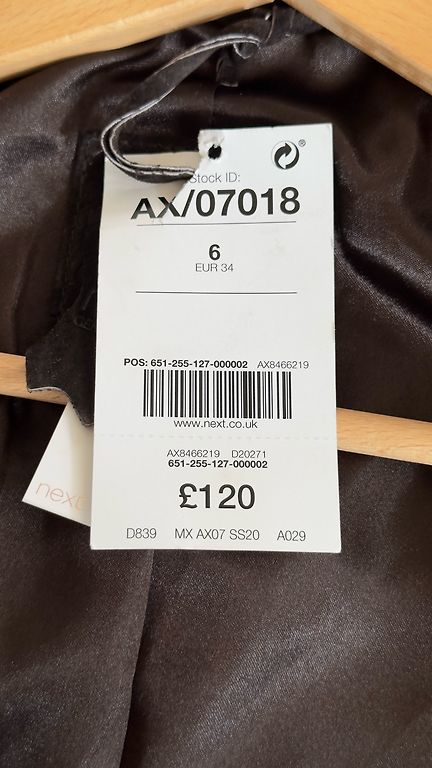 Stock ID:
AX/07018
6
EUR 34
POS: 651-255-127-000002 AX8466219
www.next.co.uk
AX8466219 D20271
651-255-127-000002
£120
D839 MX AX07 SS20 A029
next